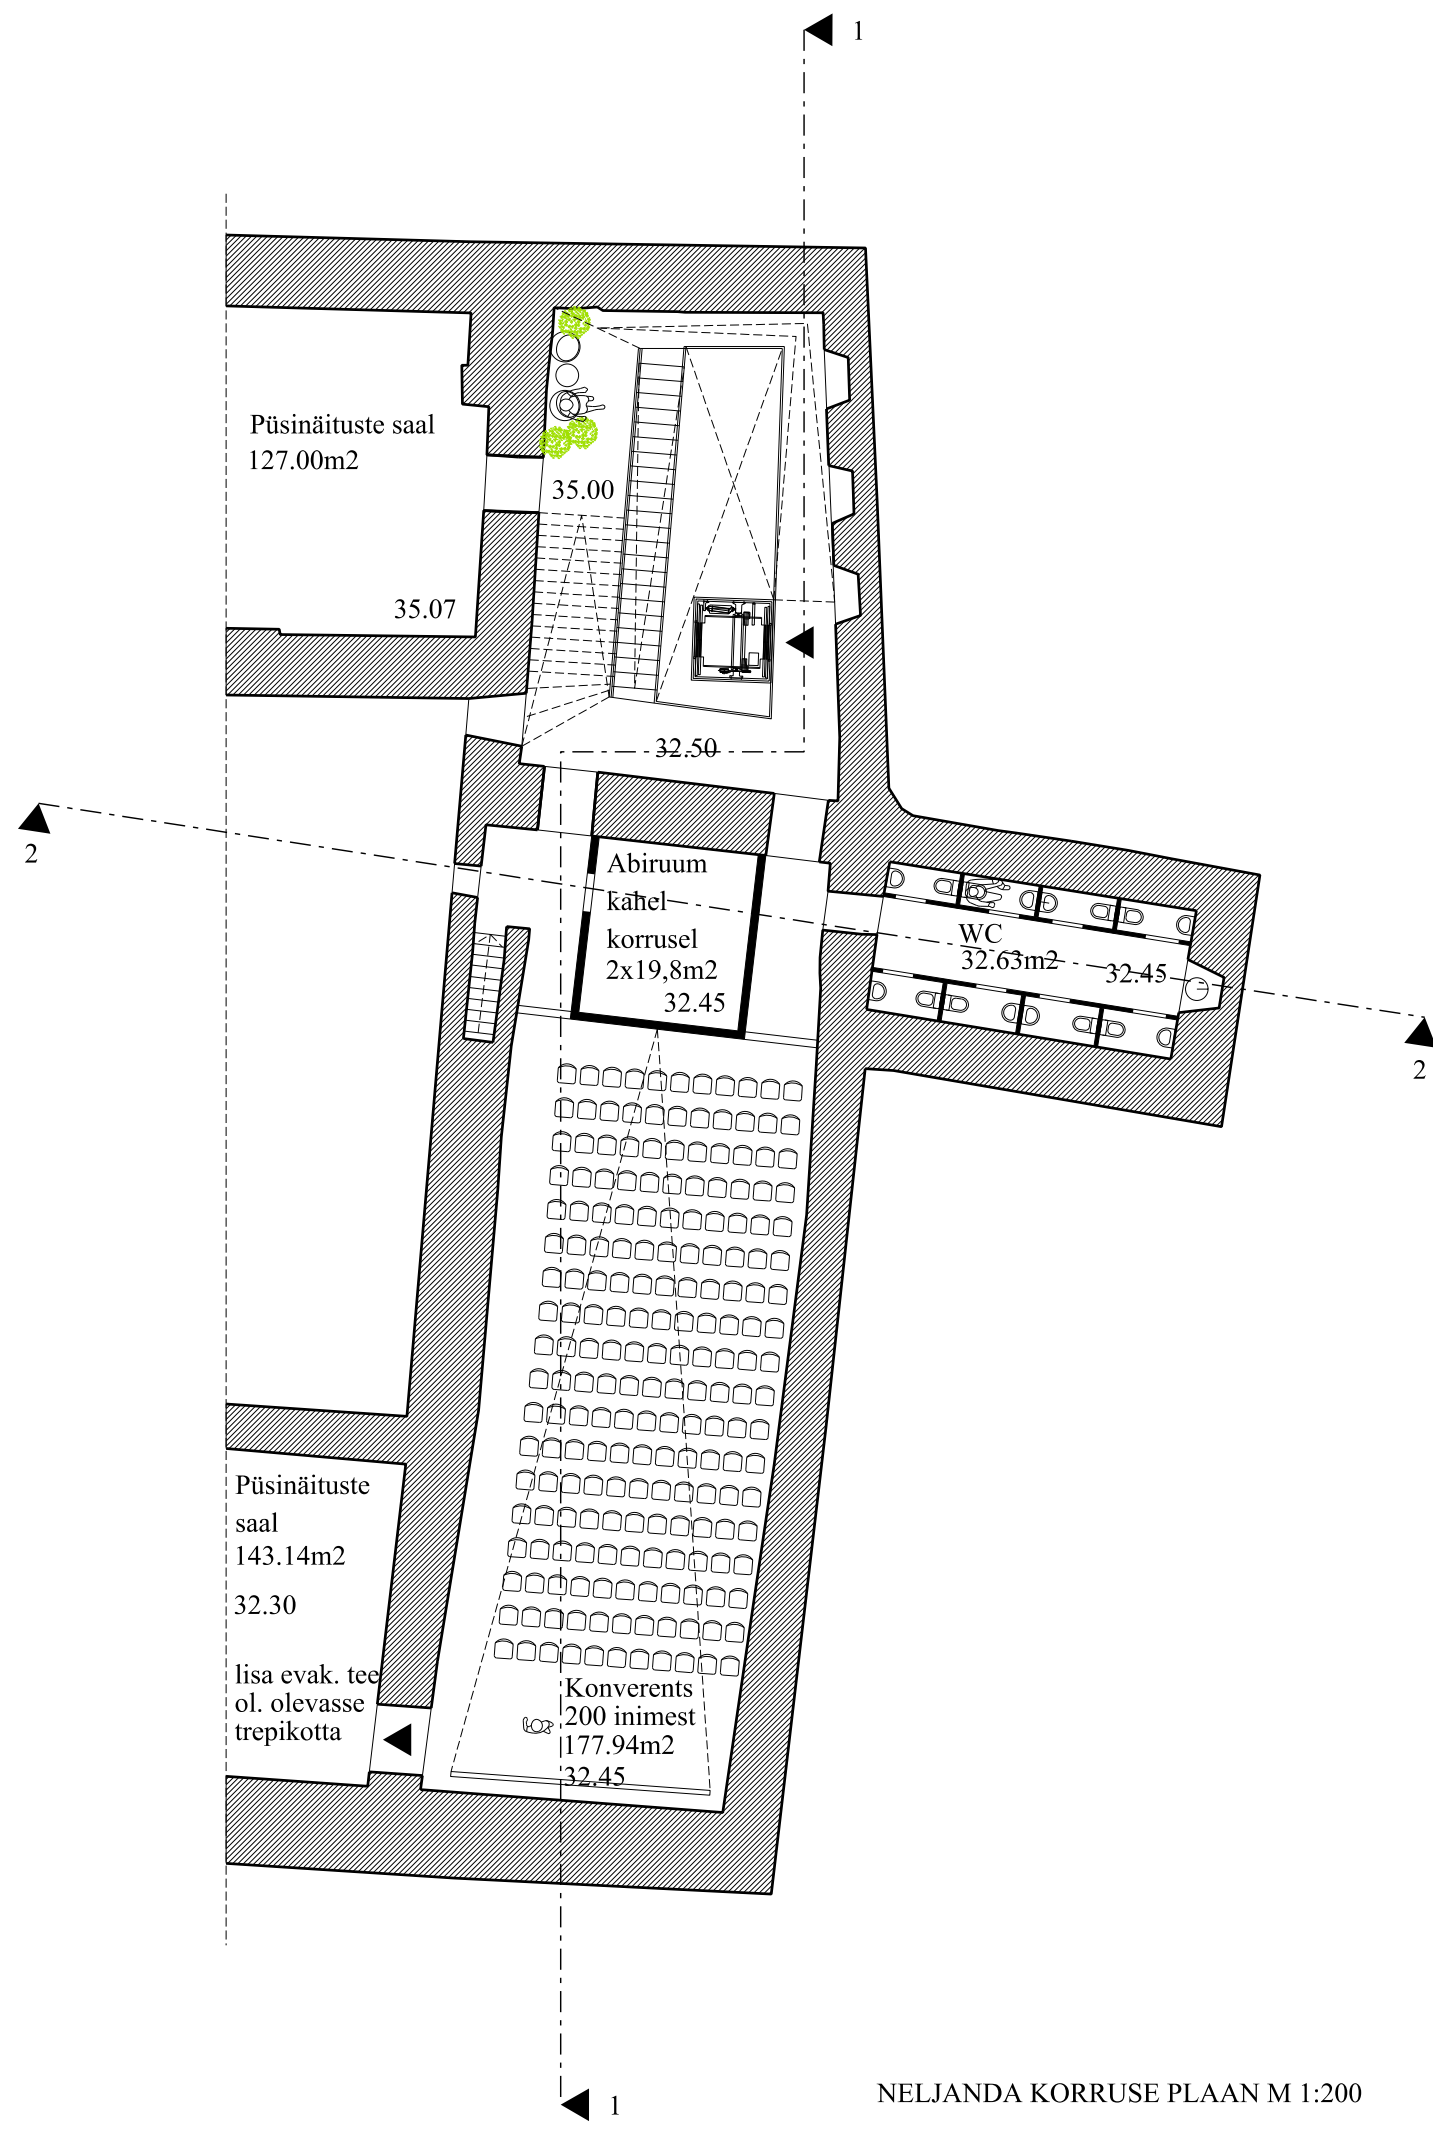 1
Püsinäituste saal
127.00m2
35.00
35.07
32.50
2
Abiruum
kahel
korrusel
2x19,8m2
32.45
WC
32.63m2
32.45
2
Püsinäituste
saal
143.14m2
32.30
lisa evak. tee
ol. olevasse
trepikotta
Konverents
200 inimest
177.94m2
32.45
1
NELJANDA KORRUSE PLAAN M 1:200